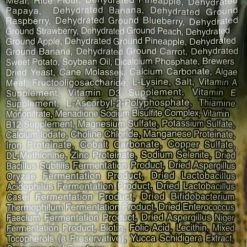 Meal, Rice Flour, Dehydrated Pineapple, Dehydrated
Papaya, Dehydrated Banana, Dehydrated Ground
Raspberry, Dehydrated Ground Blueberry, Dehydrated
Ground Strawberry, Dehydrated Ground Peach, Dehydrated
Ground Apple, Dehydrated Ground Pineapple, Dehydrated
Ground Banana, Dehydrated Ground Carrot, Dehydrated
Sweet Potato, Soybean Oil, Dicalcium Phosphate, Brewers
Dried Yeast, Cane Molasses, Calcium Carbonate, Algae
Meal, Fructooligosaccharide, L-Lysine, Salt, Vitamin A
Supplement, Vitamin D3 Supplement, Vitamin E
Supplement, L-Ascorbyl-2-Polyphosphate, Thiamine
Mononitrate, Menadione Sodium Bisulfite Complex, Vitamin
B12 Supplement, Magnesium Sulfate, Potassium Sulfate,
Calcium Iodate, Choline Chloride, Manganese Proteinate,
Iron Proteinate, Cobalt Carbonate, Copper Sulfate,
DL-Methionine, Zinc Proteinate, Sodium Selenite, Dried
Bacillus Subtilis Fermentation Product, Dried Aspergillus
Fermentation Product, Dried Lactobacillus
Acidophilus Fermentation Product, Dried Lactobacillus
Casei Fermentation Product, Dried Bifidobacterium
Fermentation Product, Dried Enterococcus
Faecium Fermentation Product, Dried Aspergillus Niger
Fermentation Product, Biotin, Folic Acid, Lecithin, Mixed
Tocopherols (a Preservative), Yucca Schidigera Extract.